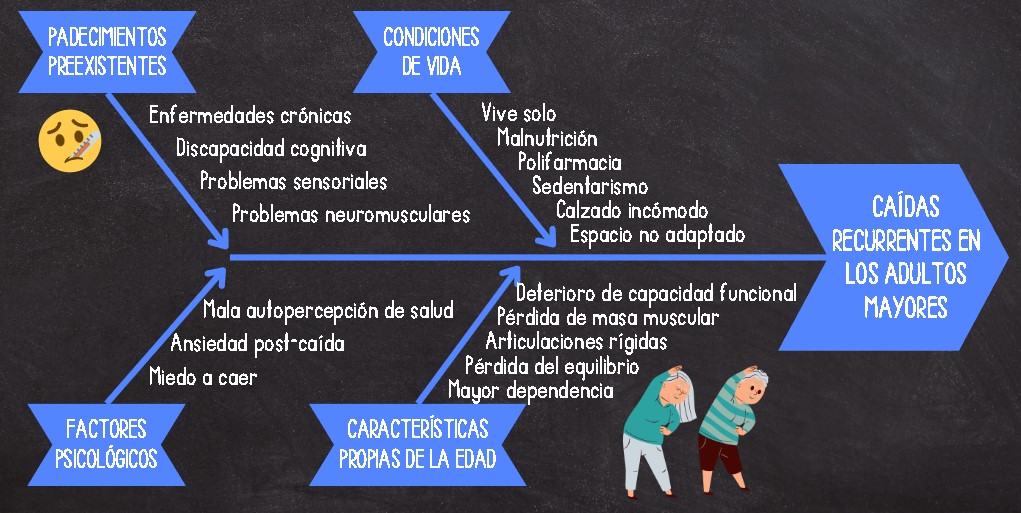 PADECIMIENTOS
PREEXISTENTES
Enfermedades crónicas
Discapacidad cognitiva
Problemas sensoriales
Problemas neuromusculares
CONDICIONES
DE VIDA
Vive solo
Malnutrición
Polifarmacia
Sedentarismo
Calzado incómodo
Espacio no adaptado
CAÍDAS
RECURRENTES EN
LOS ADULTOS
MAYORES
Mala autopercepción de salud
Ansiedad post-caída
Miedo a caer
FACTORES
PSICOLÓGICOS
Deterioro de capacidad funcional
Pérdida de masa muscular
Articulaciones rígidas
Pérdida del equilibrio
Mayor dependencia
CARACTERÍSTICAS
PROPIAS DE LA EDAD